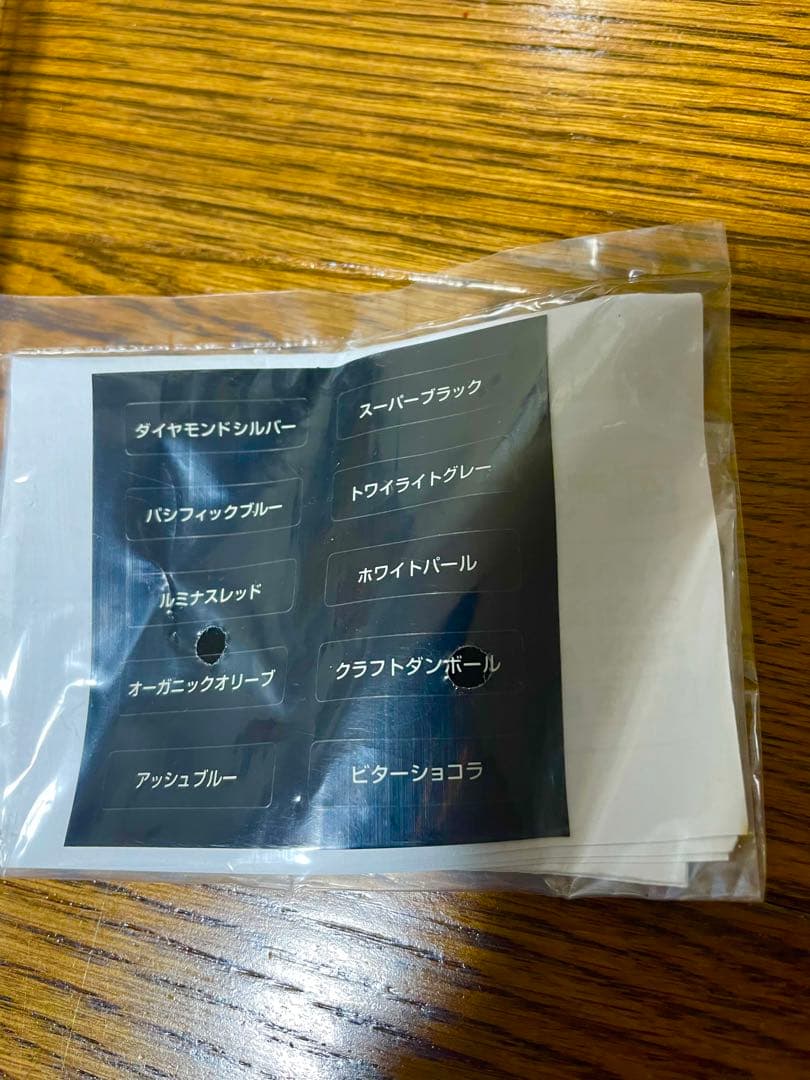 ダイヤモンドシルバー
パシフィックブルー
ルミナスレッド
オーガニックオリーブ
アッシュブルー
スーパーブラック
トワイライトグレー
ホワイトパール
クラフトダンボール
ビターショコラ